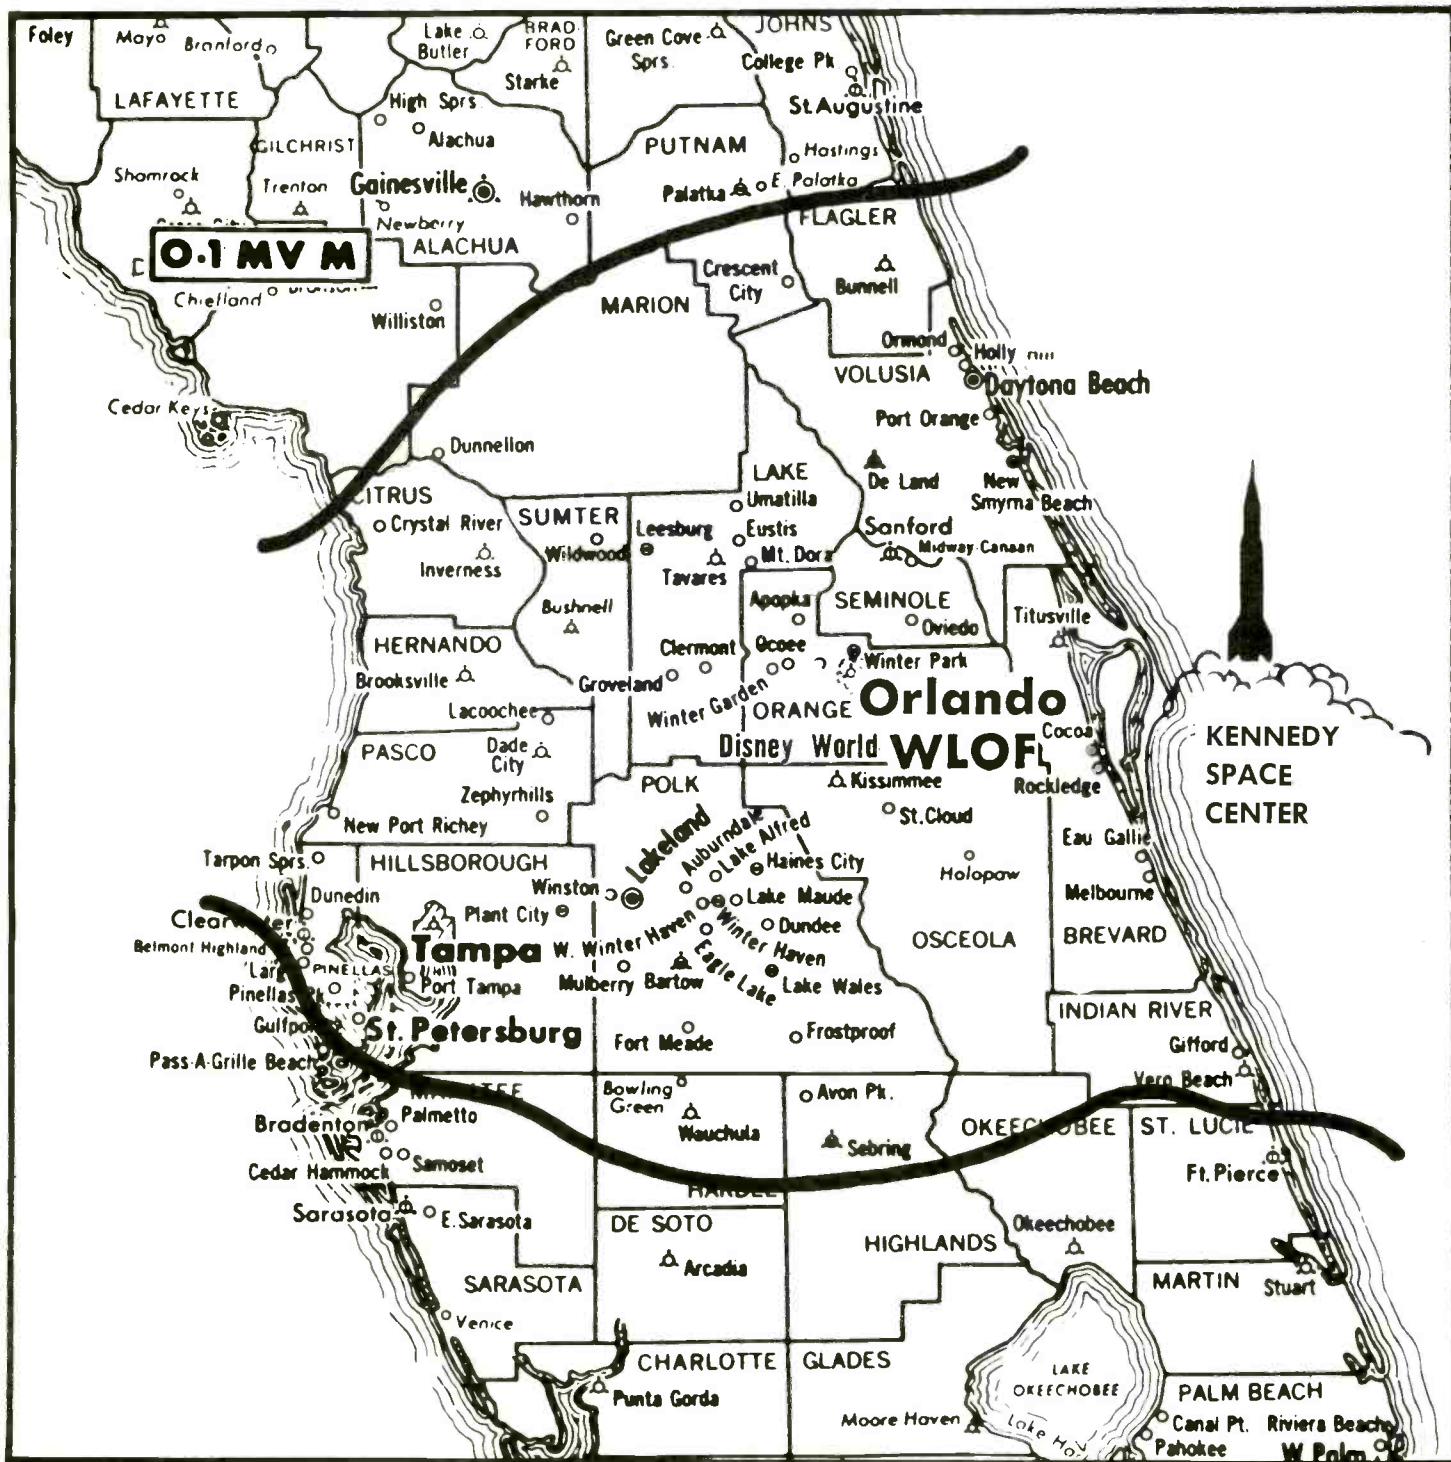 JOHNS
Foley
Mayo
Branford
Lake
Butler
BRAD
FORD
Starke
Green Cove
Sprs.
College Pk
St. Augustine
LAFAYETTE
High Sprs
Alachua
GILCHRIST
PUTNAM
Hastings
Shamrock
Trenton
Gainesville
Hawthorn
Palatka
E. Palatka
Newberry
FLAGLER
O.1 MV M
ALACHUA
Crescent
City
Bunnell
Chiefland
MARION
Williston
Ormond
Holly
VOLUSIA
Daytona Beach
Cedar Keys
Port Orange
Dunnellon
LAKE
De Land
New
Smyrna Beach
CITRUS
Umatilla
Crystal River
SUMTER
Leesburg
Eustis
Sanford
Wildwood
Mt. Dora
Midway-Canaan
Inverness
Tavares
Bushnell
Apopka
SEMINOLE
Titusville
Oviedo
HERNANDO
Clermont
Ocoee
Winter Park
Brooksville
Groveland
Winter Garden
ORANGE
Orlando
Lacoochee
Cocoa
KENNEDY
SPACE
CENTER
PASCO
Dade
City
Disney World
WLOF
POLK
Kissimmee
Rockledge
Zephyrhills
St. Cloud
New Port Richey
Lakeland
Auburndale
Lake Alfred
Eau Gallie
Tarpon Sprs.
HILLSBOROUGH
Haines City
Holopaw
Dunedin
Winston
Lake Maude
Melbourne
Clearwater
Plant City
Dundee
Belmont Highland
Tampa
W. Winter Haven
Winter Haven
OSCEOLA
BREVARD
Larg
PINELLAS
Eagle Lake
Pinellas Pk
Port Tampa
Mulberry
Bartow
Lake Wales
INDIAN RIVER
Gulfpo
St. Petersburg
Fort Meade
Frostproof
Gifford
Pass-A-Grille Beach
Vero Beach
MANATEE
Bowling
Green
Avon Pk.
Palmetto
Bradenton
Wauchula
Sebring
OKEECHOBEE
ST. LUCIE
Cedar Hammock
Samoset
Ft. Pierce
HARDEE
Sarasota
E. Sarasota
DE SOTO
HIGHLANDS
Okeechobee
Arcadia
SARASOTA
MARTIN
Stuart
Venice
CHARLOTTE
GLADES
LAKE
OKEECHOBEE
Punta Gorda
PALM BEACH
Moore Haven
Canal Pt.
Riviera Beach
Pahokee
W Palm